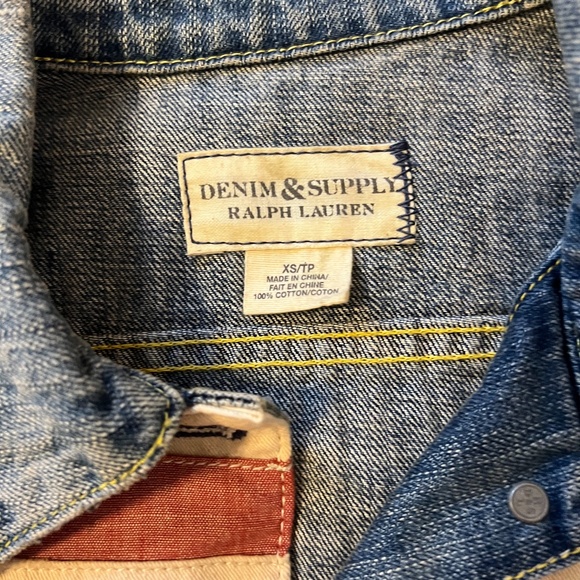 DENIM & SUPPLY
RALPH LAUREN
XS/TP
MADE IN CHINA/
FAIT EN CHINE
100% COTTON/COTON